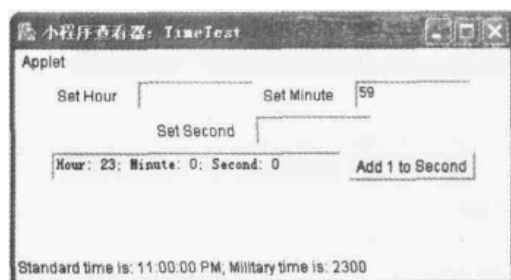 小程序查看器: TimeTest
Applet
Set Hour Set Minute 59
Set Second
Hour: 23; Minute: 0; Second: 0 Add 1 to Second
Standard time is: 11:00:00 PM; Military time is: 2300